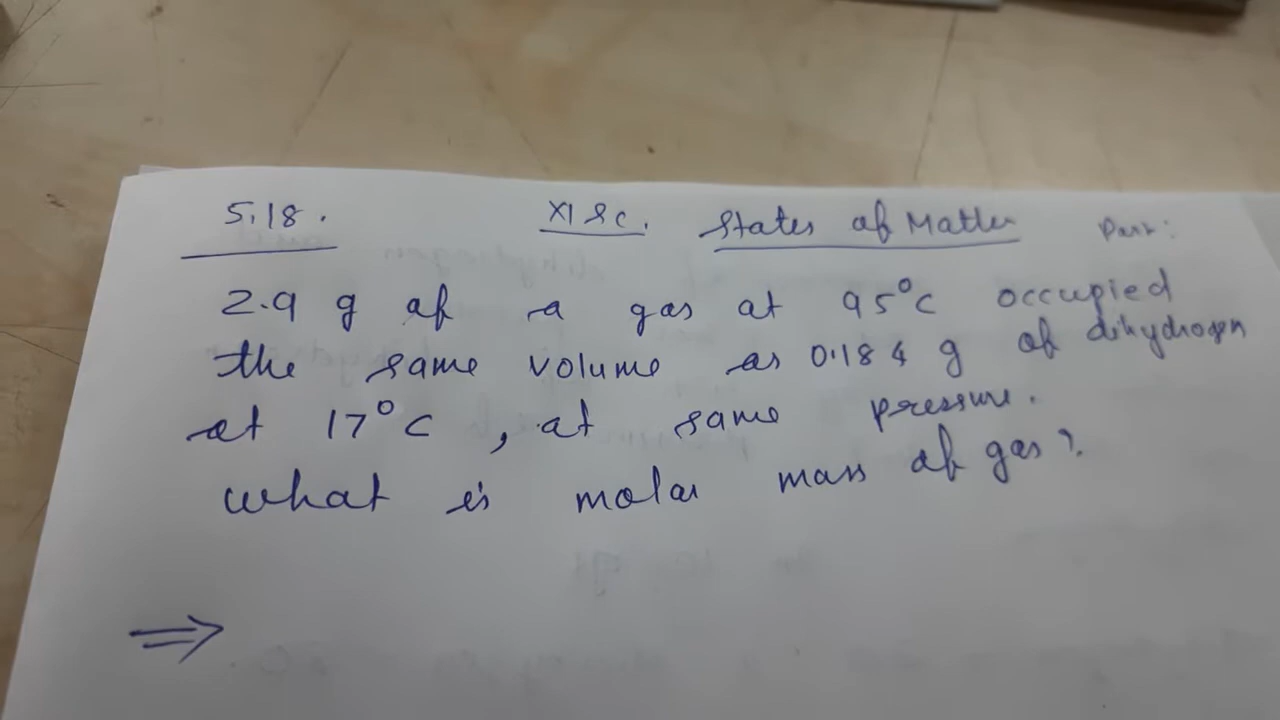 5.18. XI Sc. States of Matter Part:
2.9 g of a gas at 95°C occupied
the same volume as 0.184 g of dihydrogen
at 17°C, at same pressure.
what is molar mass of gas?
⇒